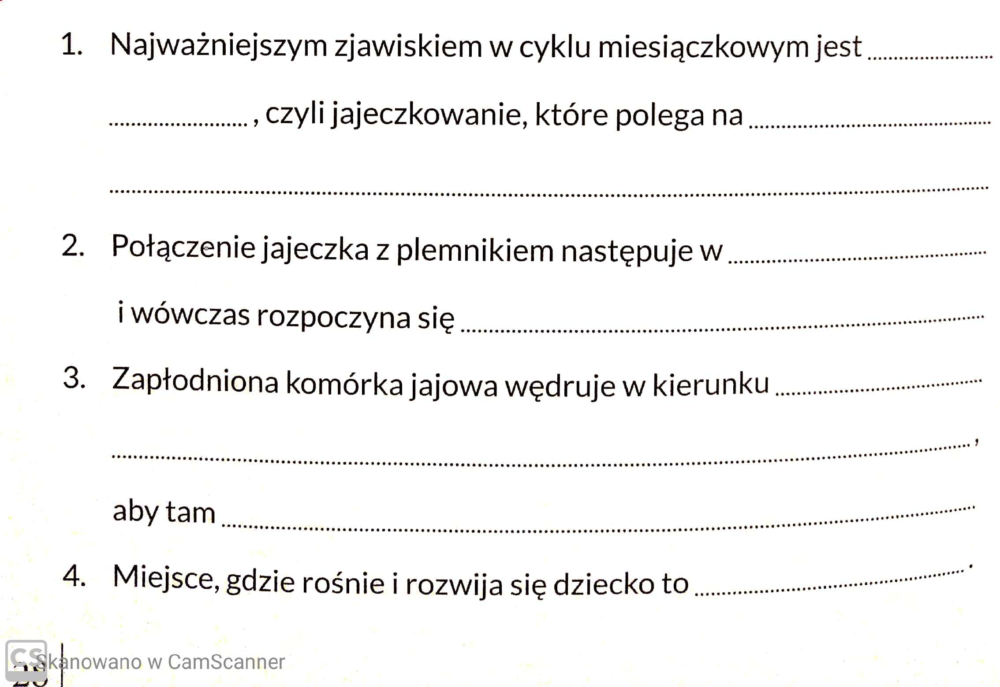 1. Najważniejszym zjawiskiem w cyklu miesiączkowym jest ........................
........................, czyli jajeczkowanie, które polega na ........................................
................................................................................
2. Połączenie jajeczka z plemnikiem następuje w ........................................
i wówczas rozpoczyna się ................................................................
3. Zapłodniona komórka jajowa wędruje w kierunku ................................
................................................................................,
aby tam ................................................................................
4. Miejsce, gdzie rośnie i rozwija się dziecko to ........................................ .
CS Skanowano w CamScanner